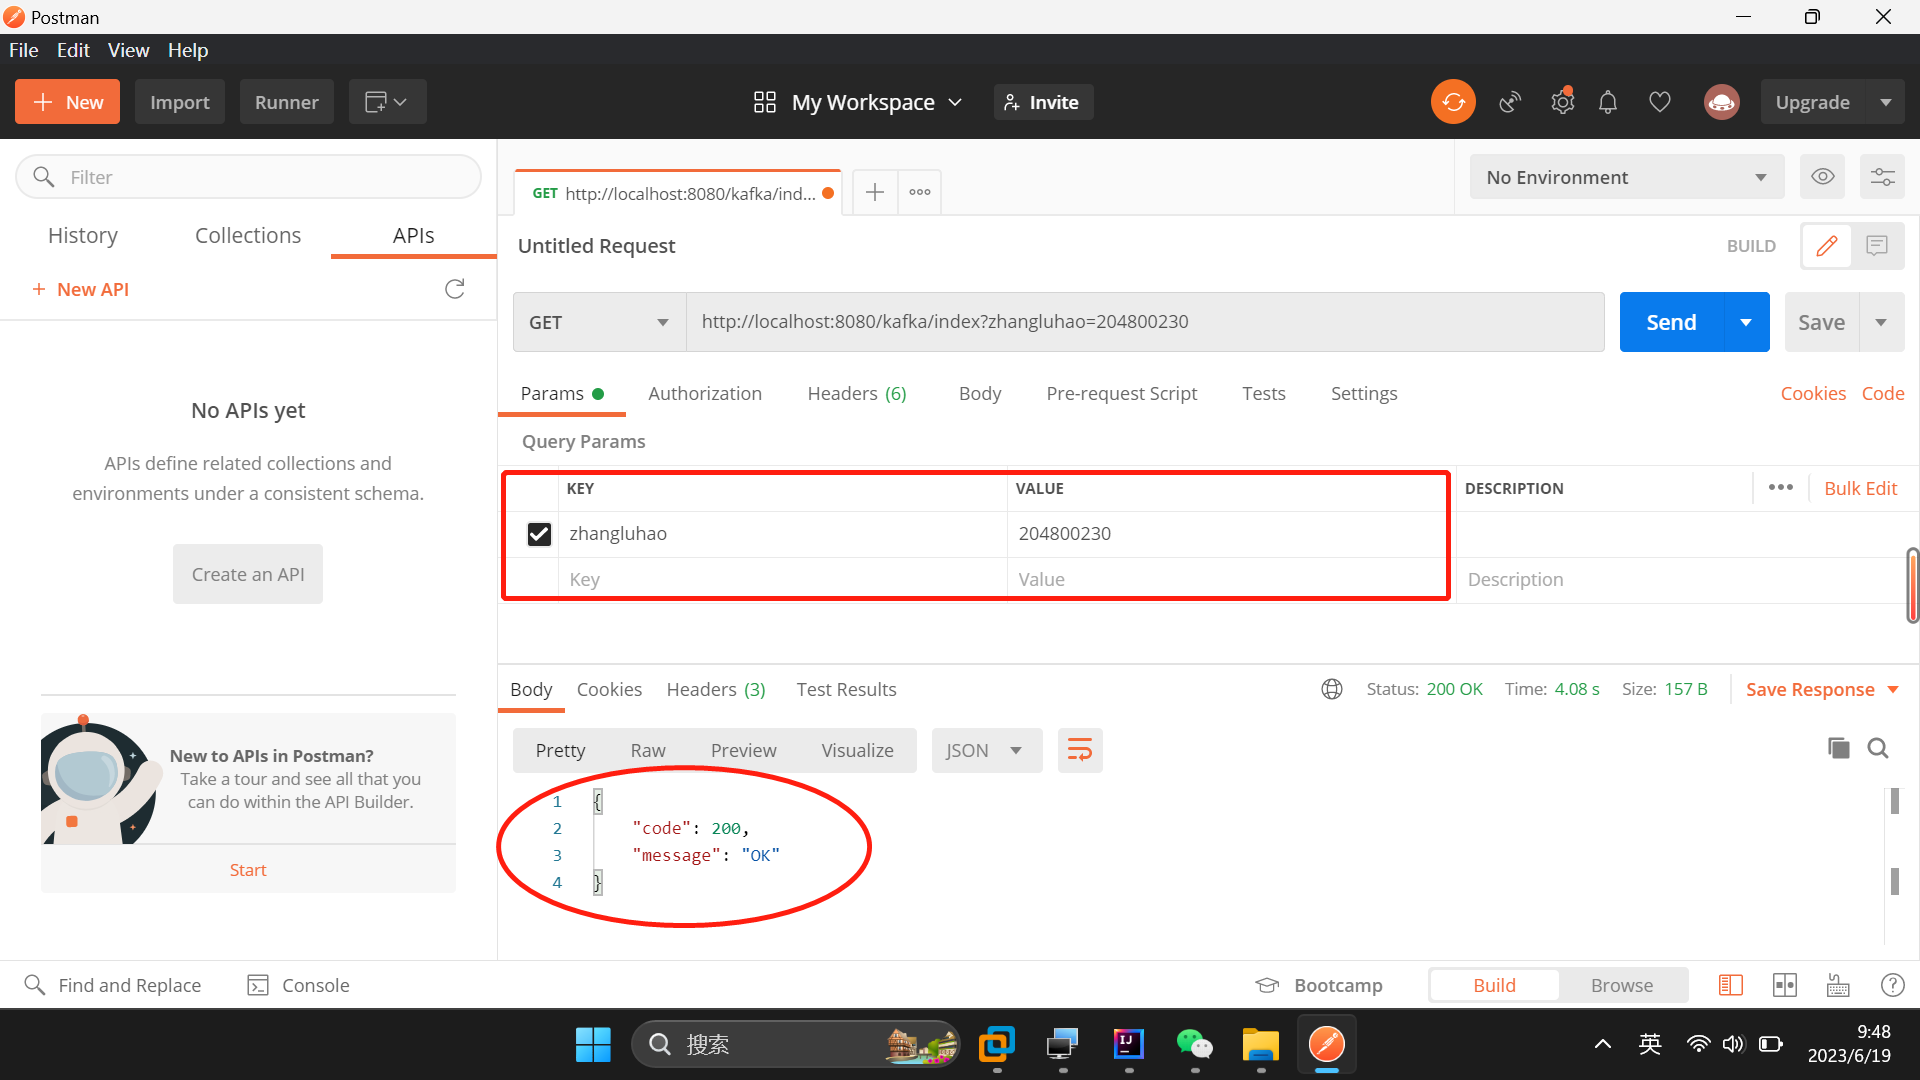 Postman
File Edit View Help
New Import Runner My Workspace Invite Upgrade
Filter
History Collections APIs
New API
No APIs yet
APIs define related collections and
environments under a consistent schema.
Create an API
New to APIs in Postman?
Take a tour and see all that you
can do within the API Builder.
Start
GET http://localhost:8080/kafka/ind...
No Environment
Untitled Request
BUILD
GET http://localhost:8080/kafka/index?zhangluhao=204800230
Send Save
Params Authorization Headers (6) Body Pre-request Script Tests Settings Cookies Code
Query Params
KEY VALUE DESCRIPTION Bulk Edit
zhangluhao 204800230
Key Value Description
Body Cookies Headers (3) Test Results Status: 200 OK Time: 4.08 s Size: 157 B Save Response
Pretty Raw Preview Visualize JSON
1 {
2 "code": 200,
3 "message": "OK"
4 }
Find and Replace Console Bootcamp Build Browse
搜索
IJ
英
9:48
2023/6/19